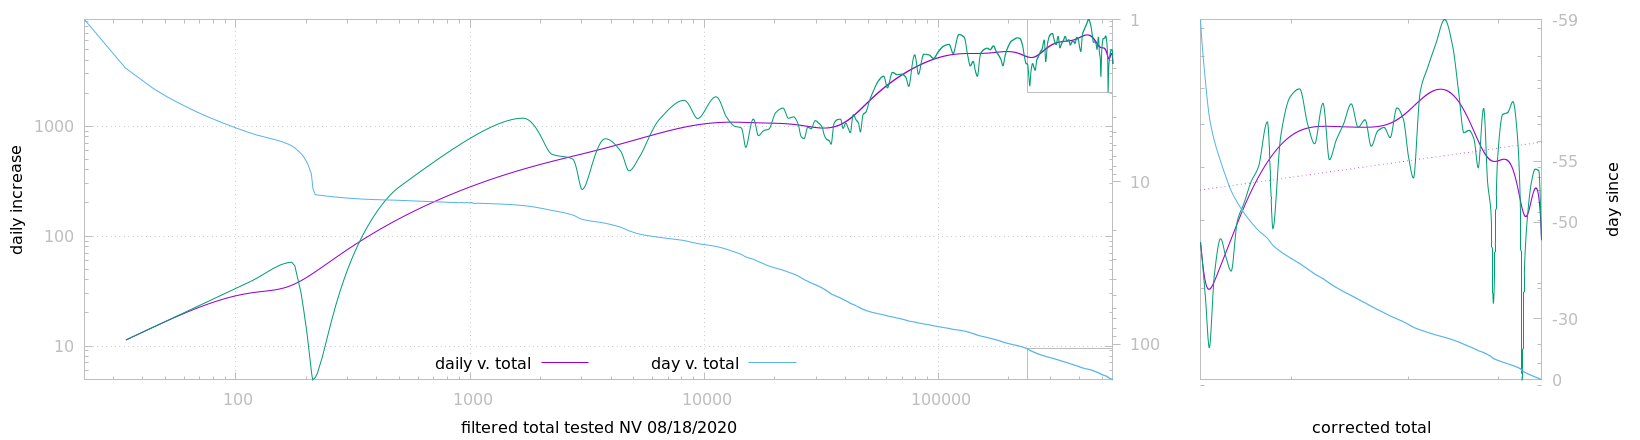 daily increase
1000
100
10
100
1000
10000
100000
1
10
100
daily v. total
day v. total
filtered total tested NV 08/18/2020
-59
-55
-50
-30
0
day since
corrected total